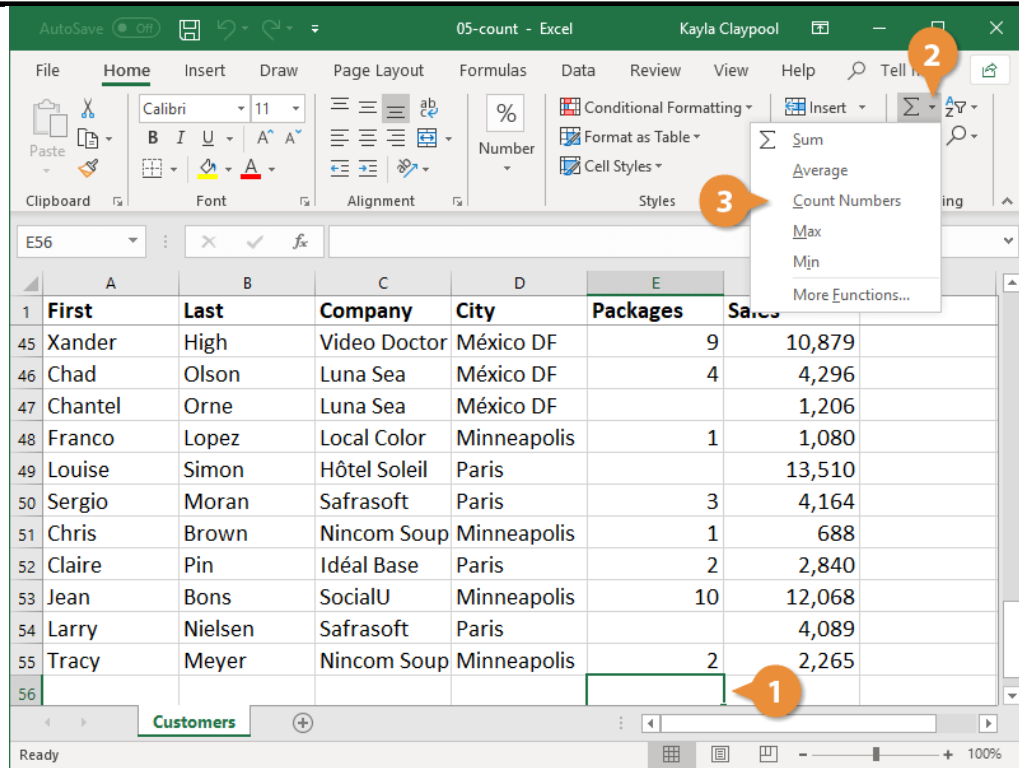 AutoSave Off 05-count - Excel Kayla Claypool
2
File Home Insert Draw Page Layout Formulas Data Review View Help Tell
Calibri 11 ab % Conditional Formatting Insert Σ
Paste B I U A A Number Format as Table Σ Sum
A Cell Styles Average
Clipboard Font Alignment Styles 3 Count Numbers ing
Max
E56 fx Min
More Functions...
A B C D E
1 First Last Company City Packages Sales
45 Xander High Video Doctor México DF 9 10,879
46 Chad Olson Luna Sea México DF 4 4,296
47 Chantel Orne Luna Sea México DF 1,206
48 Franco Lopez Local Color Minneapolis 1 1,080
49 Louise Simon Hôtel Soleil Paris 13,510
50 Sergio Moran Safrasoft Paris 3 4,164
51 Chris Brown Nincom Soup Minneapolis 1 688
52 Claire Pin Idéal Base Paris 2 2,840
53 Jean Bons SocialU Minneapolis 10 12,068
54 Larry Nielsen Safrasoft Paris 4,089
55 Tracy Meyer Nincom Soup Minneapolis 2 2,265
56 1
Customers
Ready 100%